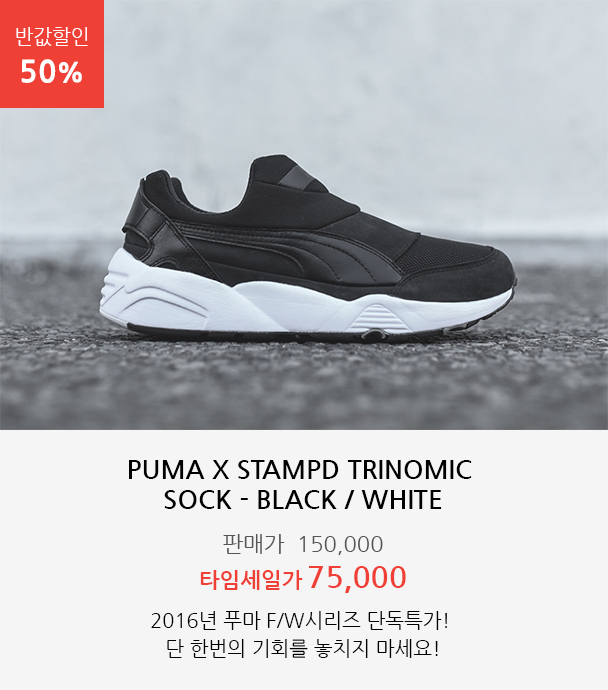 반값할인
50%
PUMA X STAMPD TRINOMIC
SOCK - BLACK / WHITE
판매가 150,000
타임세일가 75,000
2016년 푸마 F/W시리즈 단독특가!
단 한번의 기회를 놓치지 마세요!